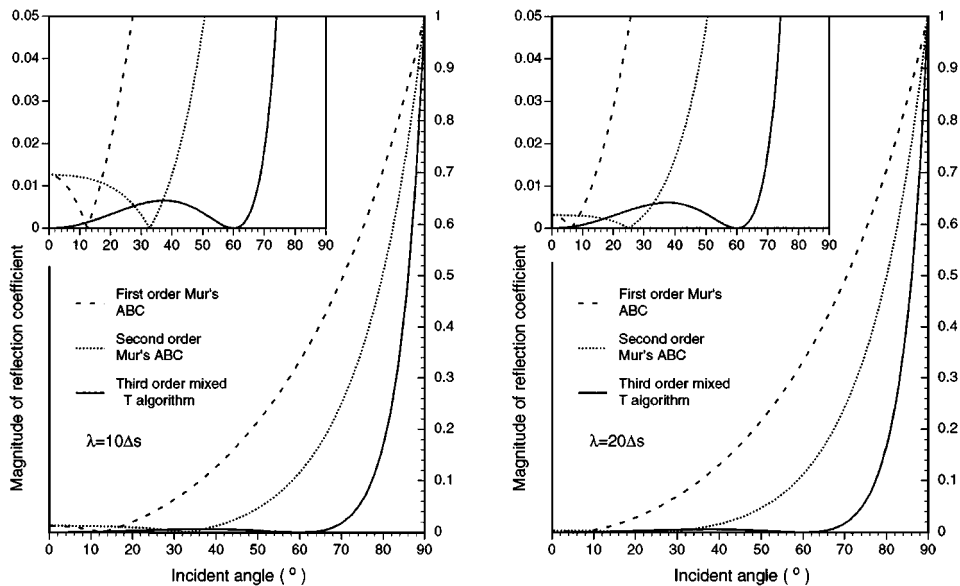 0.05
0.04
0.03
0.02
0.01
0
0 10 20 30 40 50 60 70 80 90
1
0.9
0.8
0.7
0.6
0.5
0.4
0.3
0.2
0.1
0
Magnitude of reflection coefficient
First order Mur's
ABC
Second order
Mur's ABC
Third order mixed
T algorithm
λ=10Δs
0 10 20 30 40 50 60 70 80 90
Incident angle ( ° )
0.05
0.04
0.03
0.02
0.01
0
0 10 20 30 40 50 60 70 80 90
1
0.9
0.8
0.7
0.6
0.5
0.4
0.3
0.2
0.1
0
Magnitude of reflection coefficient
First order Mur's
ABC
Second order
Mur's ABC
Third order mixed
T algorithm
λ=20Δs
0 10 20 30 40 50 60 70 80 90
Incident angle ( ° )